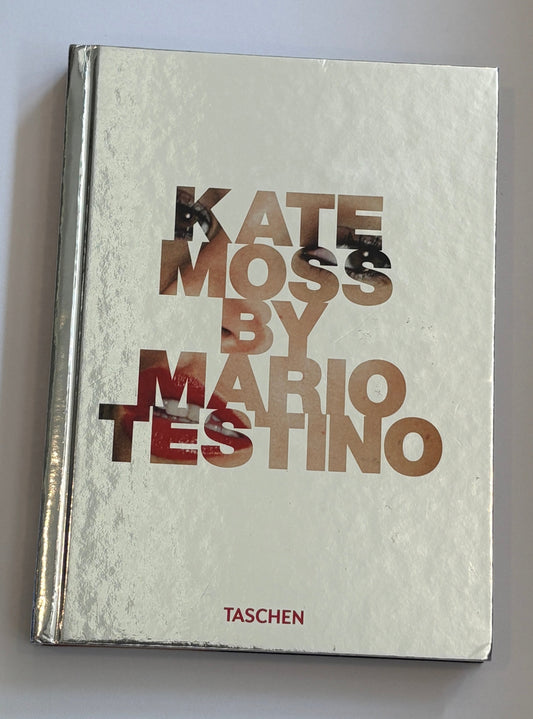 KATE
MOSS
BY
MARIO
TESTINO
TASCHEN